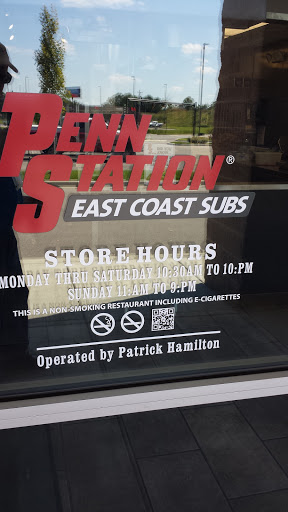 PENN
STATION®
EAST COAST SUBS
STORE HOURS
MONDAY THRU SATURDAY 10:30AM TO 10:PM
SUNDAY 11:AM TO 9:PM
THIS IS A NON-SMOKING RESTAURANT INCLUDING E-CIGARETTES
Operated by Patrick Hamilton